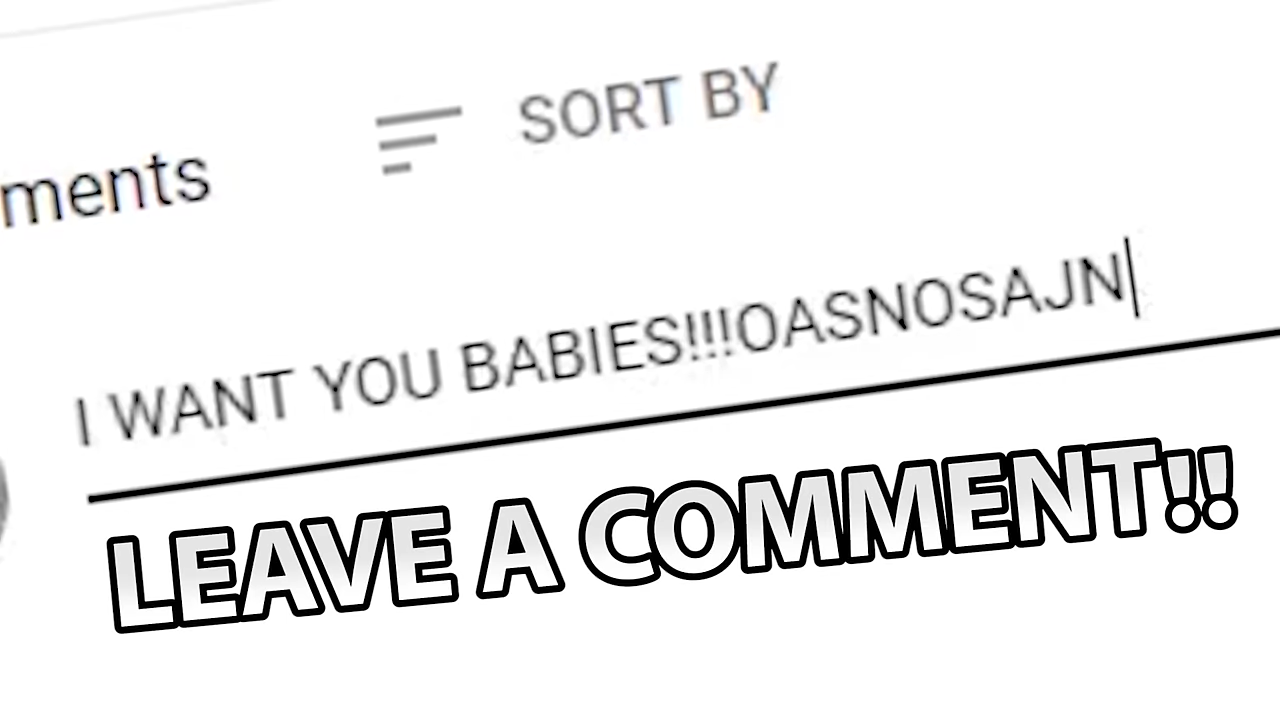 ments SORT BY
I WANT YOU BABIES!!!OASNOSAJN
LEAVE A COMMENT!!